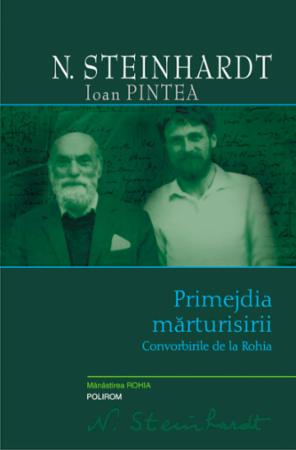 N. STEINHARDT
Ioan PINTEA
Primejdia
mărturisirii
Convorbirile de la Rohia
Mănăstirea ROHIA
POLIROM
N. Steinhardt